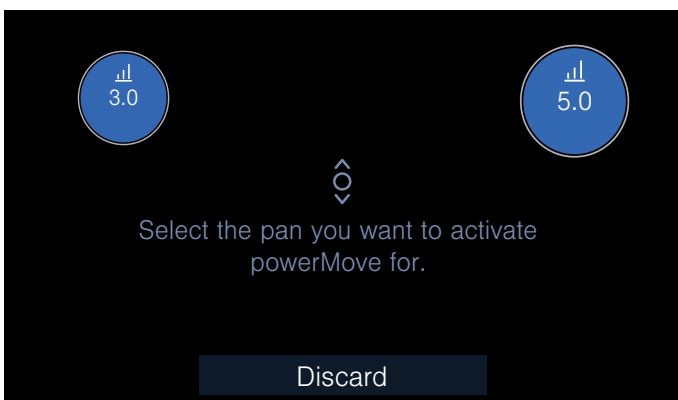 3.0
5.0
Select the pan you want to activate
powerMove for.
Discard